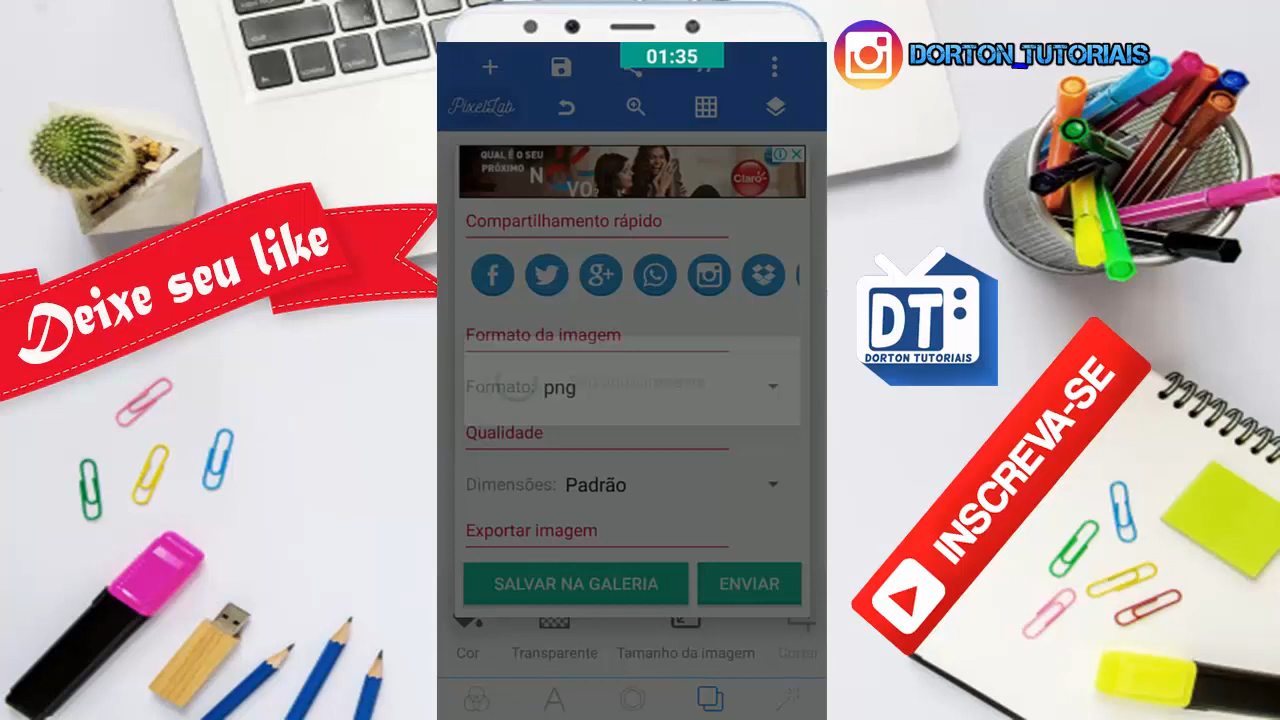 01:35
DORTON_TUTORIAIS
PixelLab
QUAL É O SEU
PRÓXIMO
NOVO
Claro
Compartilhamento rápido
Deixe seu like
Formato da imagem
Formato: png
DT
DORTON TUTORIAIS
INSCREVA-SE
Qualidade
Dimensões: Padrão
Exportar imagem
SALVAR NA GALERIA
ENVIAR
Cor
Transparente
Tamanho da imagem